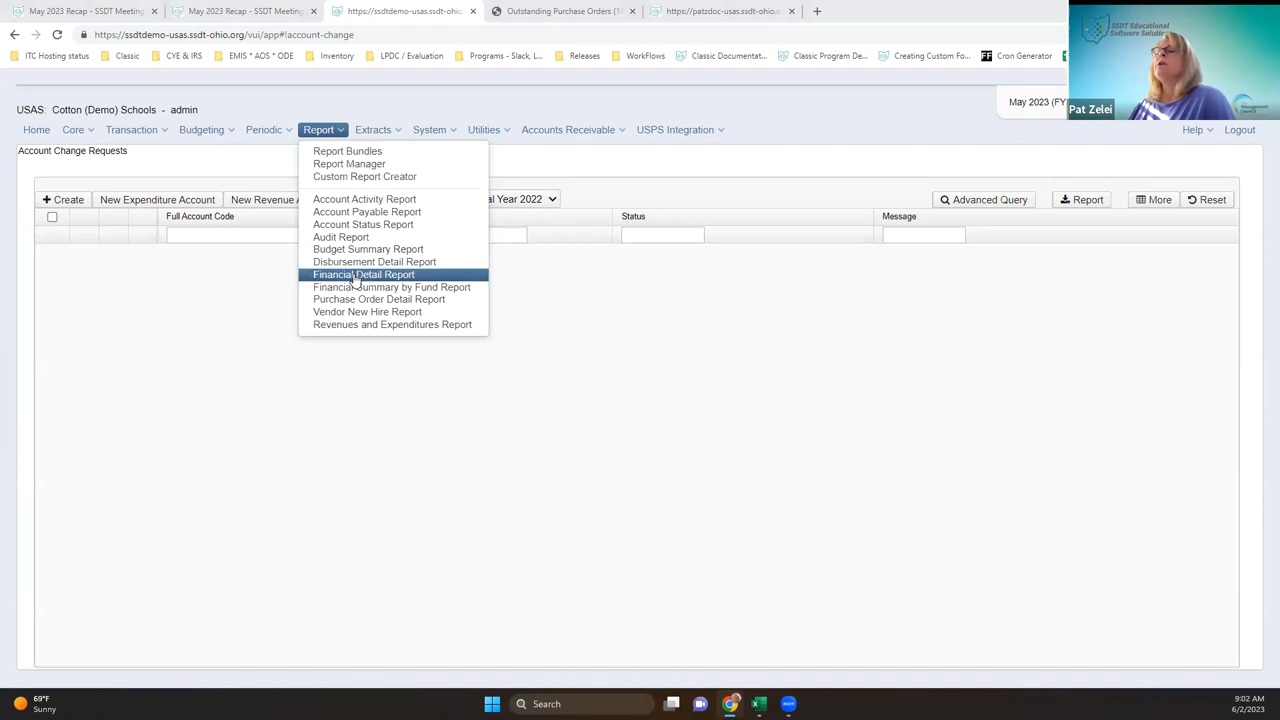 May 2023 Recap - SSDT Meeting
May 2023 Recap - SSDT Meeting
https://ssdtdemo-usas.ssdt-ohio
Outstanding Purchase Orders (14
https://patzdoc-usas.ssdt-ohio.o
https://ssdtdemo-usas.ssdt-ohio.org/vui/app#!account-change
ITC Hosting status
Classic
CYE & IRS
EMIS * AOS * ODE
LPDC / Evaluation
Programs - Slack, L...
Releases
WorkFlows
Classic Documentat...
Classic Program De...
Creating Custom Fo...
FF Cron Generator
SSDT Educational
Software Solutio
Management
Council
Pat Zelei
USAS: Cotton (Demo) Schools - admin
May 2023 (FY
Home Core Transaction Budgeting Periodic Report Extracts System Utilities Accounts Receivable USPS Integration Help Logout
Account Change Requests
Report Bundles
Report Manager
Custom Report Creator
Account Activity Report
Account Payable Report
Account Status Report
Audit Report
Budget Summary Report
Disbursement Detail Report
Financial Detail Report
Financial Summary by Fund Report
Purchase Order Detail Report
Vendor New Hire Report
Revenues and Expenditures Report
+ Create New Expenditure Account New Revenue A al Year 2022 Advanced Query Report More Reset
Full Account Code Status Message
69°F
Sunny
Search
9:02 AM
6/2/2023